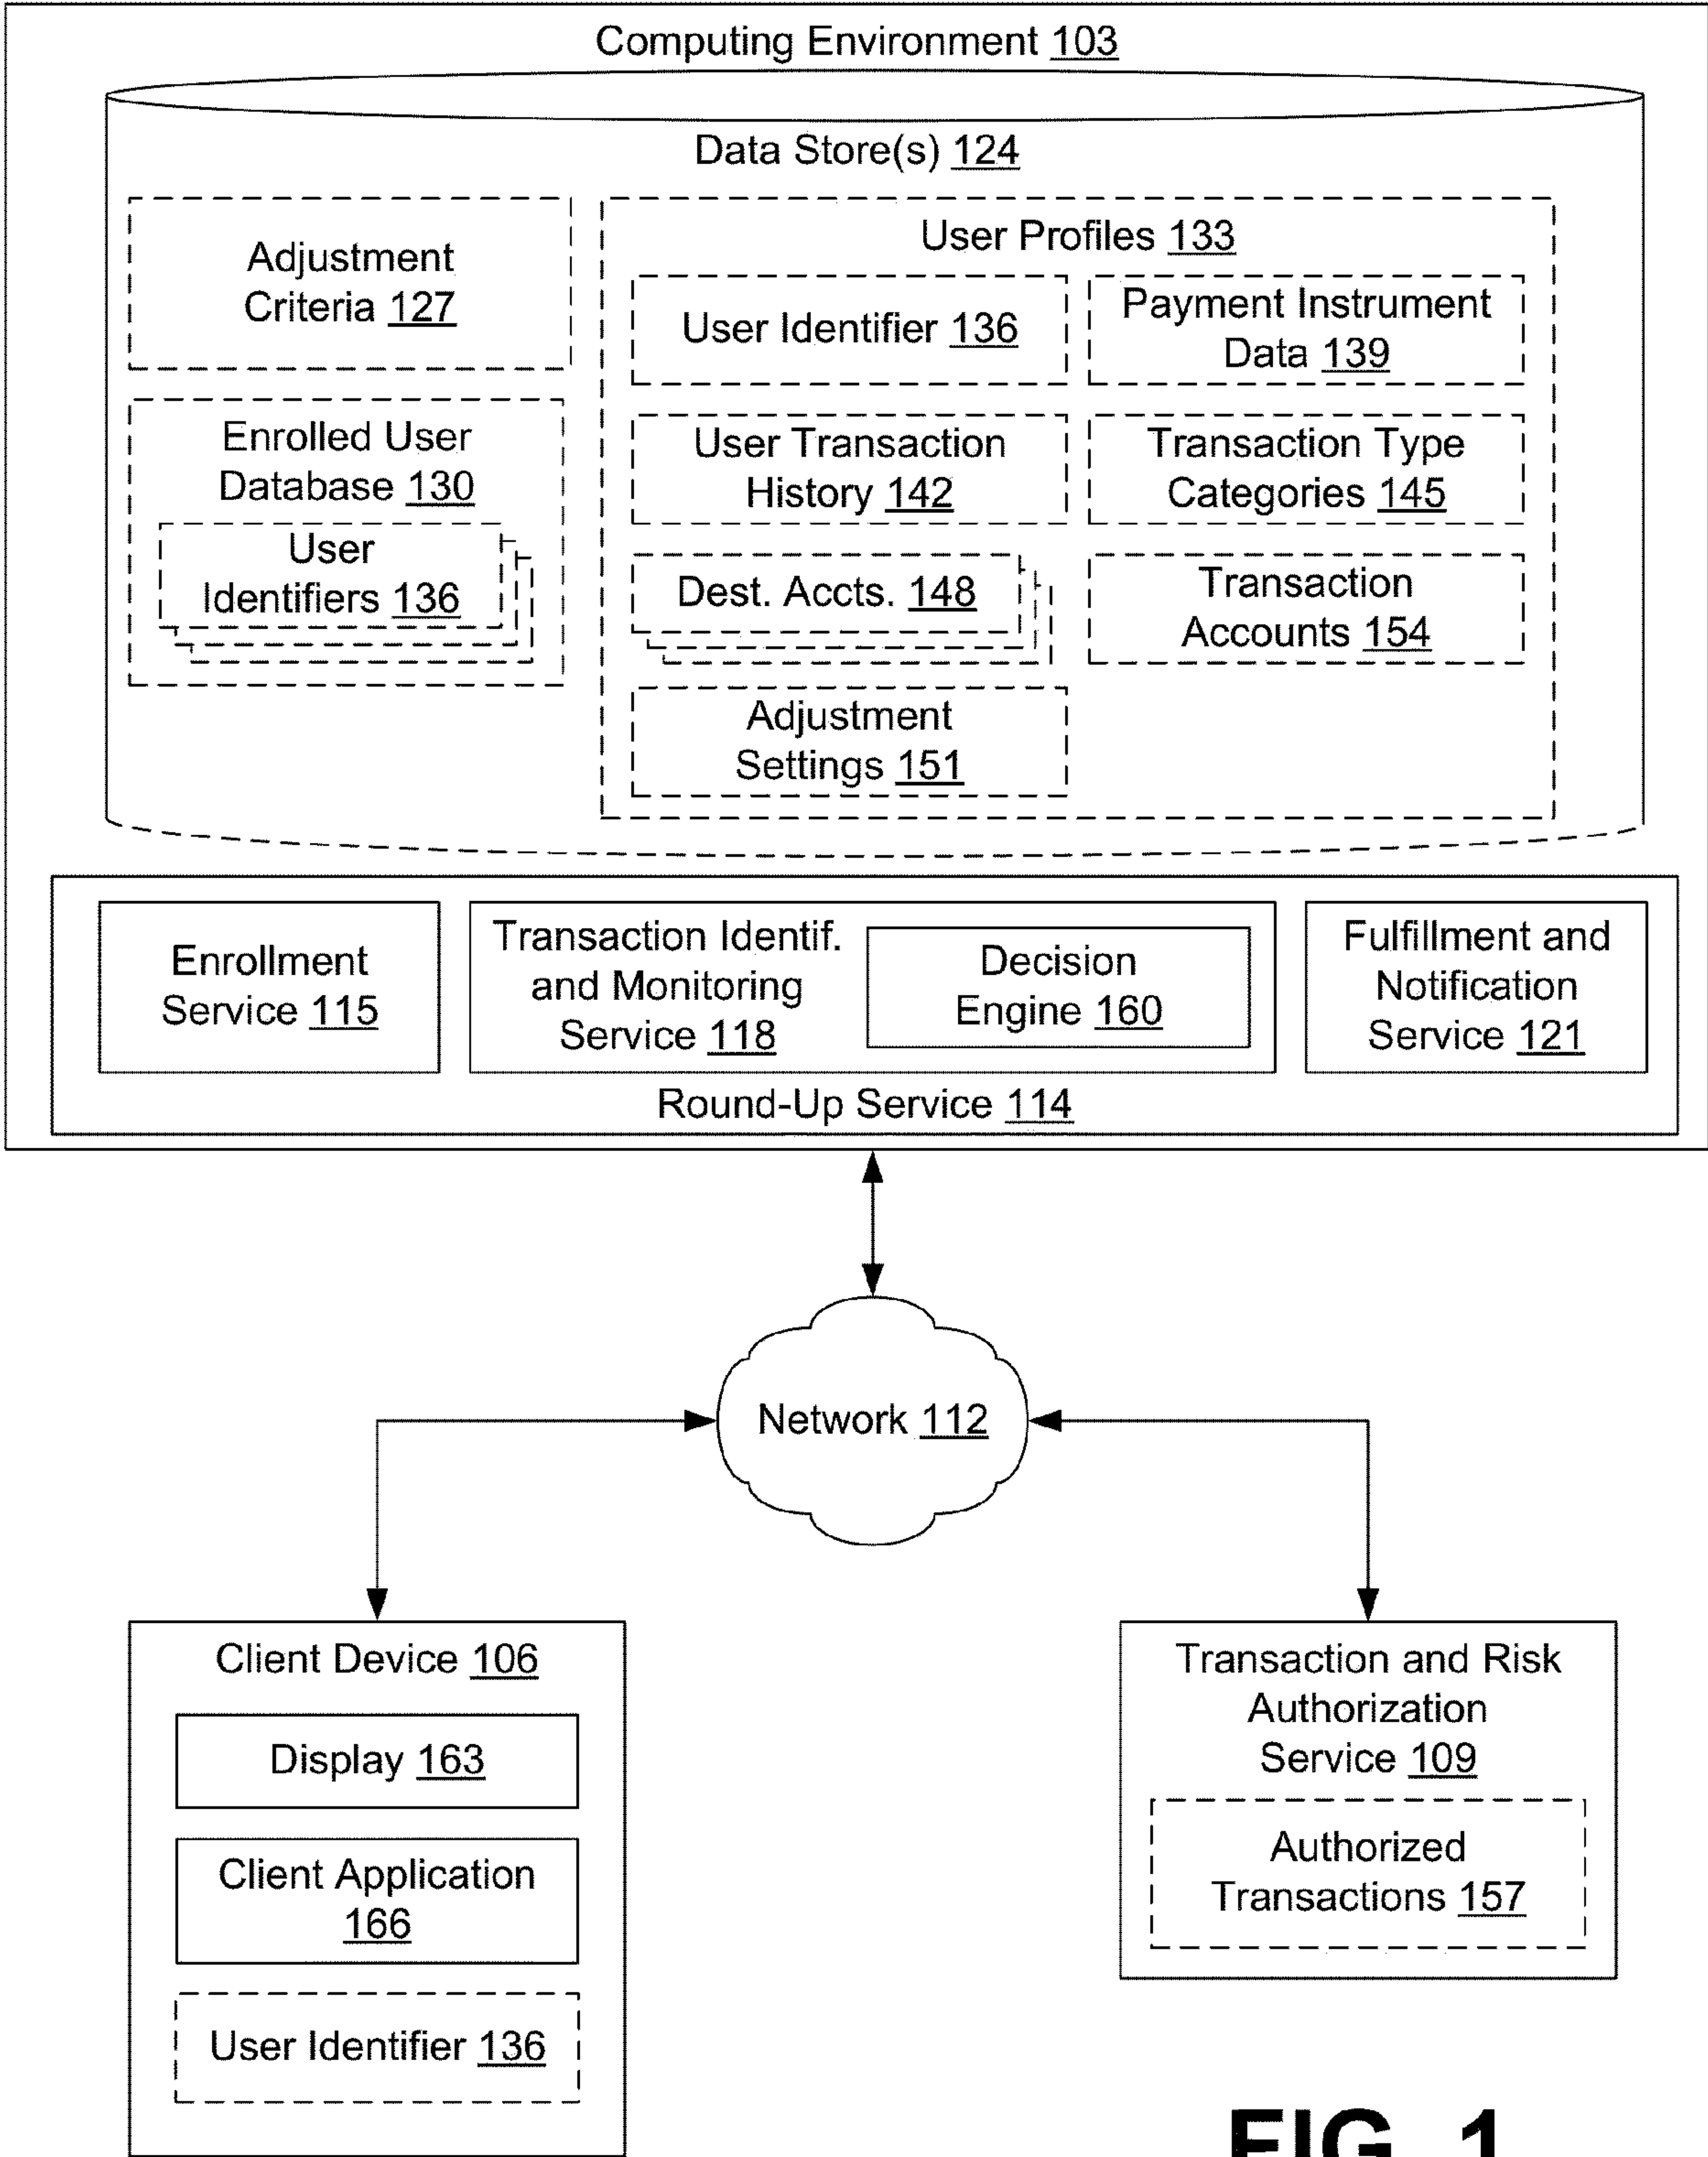 Computing Environment 103
Data Store(s) 124
Adjustment
Criteria 127
Enrolled User
Database 130
User
Identifiers 136
User Profiles 133
User Identifier 136
Payment Instrument
Data 139
User Transaction
History 142
Transaction Type
Categories 145
Dest. Accts. 148
Transaction
Accounts 154
Adjustment
Settings 151
Enrollment
Service 115
Transaction Identif.
and Monitoring
Service 118
Decision
Engine 160
Fulfillment and
Notification
Service 121
Round-Up Service 114
Network 112
Client Device 106
Display 163
Client Application
166
User Identifier 136
Transaction and Risk
Authorization
Service 109
Authorized
Transactions 157
FIG. 1